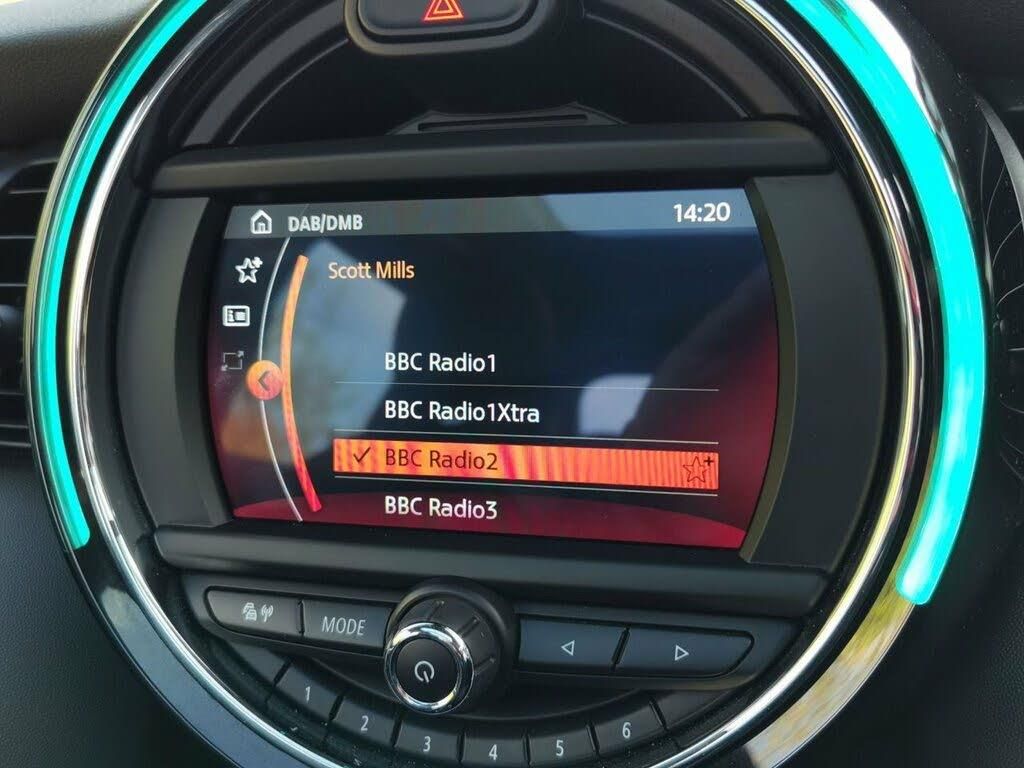 DAB/DMB 14:20
Scott Mills
BBC Radio1
BBC Radio1Xtra
BBC Radio2
BBC Radio3
MODE
1 2 3 4 5 6